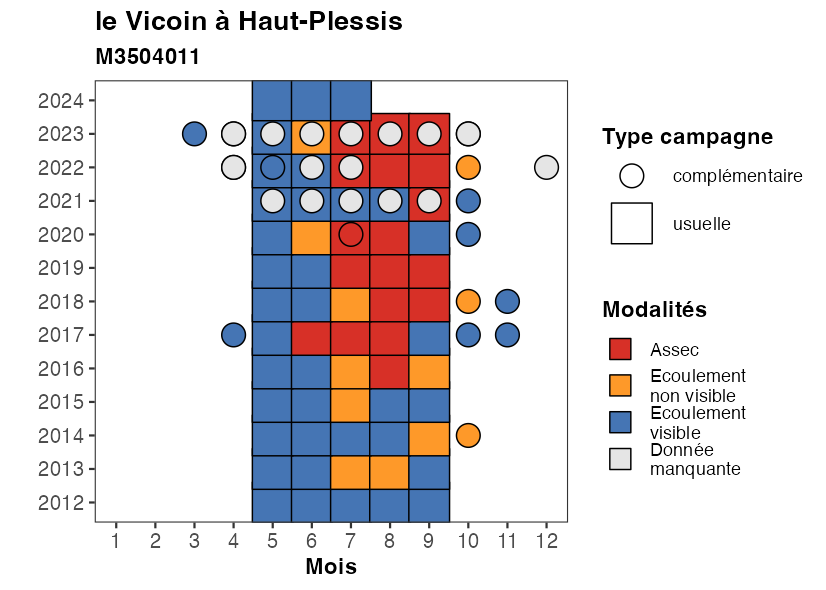 le Vicoin à Haut-Plessis
M3504011
2024
2023
2022
2021
2020
2019
2018
2017
2016
2015
2014
2013
2012
1 2 3 4 5 6 7 8 9 10 11 12
Mois
Type campagne
complémentaire
usuelle
Modalités
Assec
Ecoulement
non visible
Ecoulement
visible
Donnée
manquante